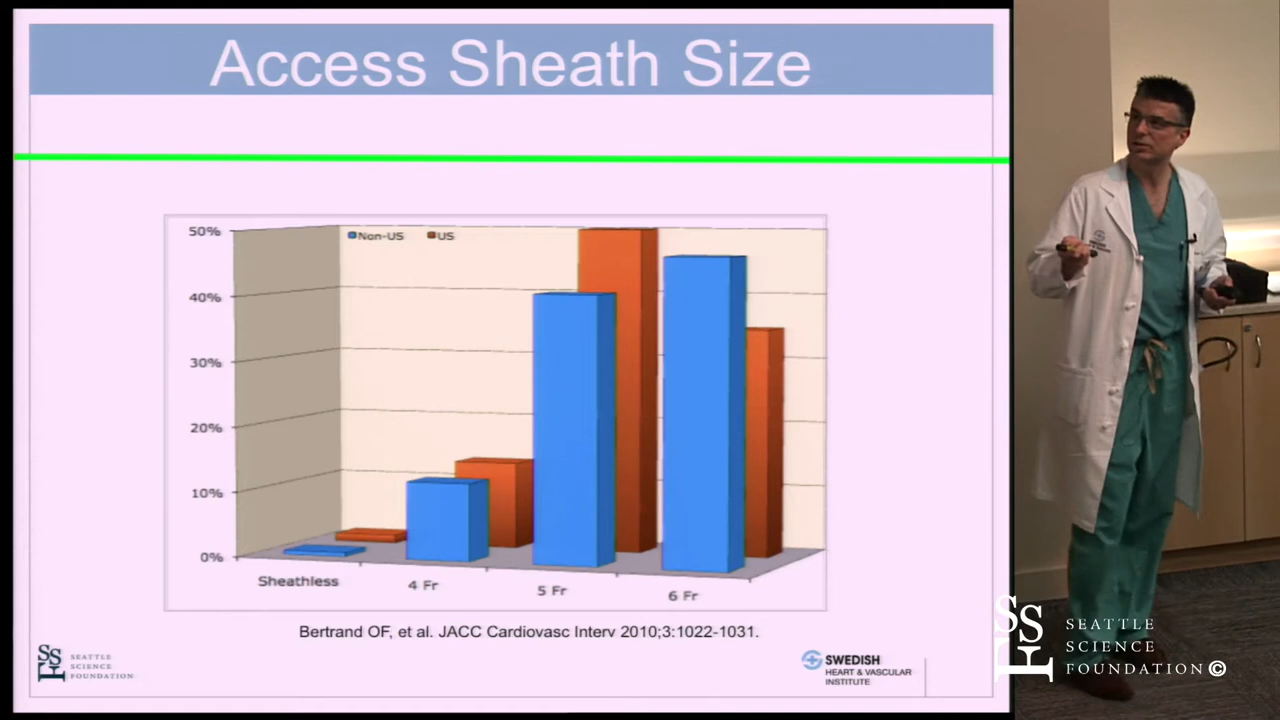 Access Sheath Size
Non-US US
50%
40%
30%
20%
10%
0%
Sheathless 4 Fr 5 Fr 6 Fr
Bertrand OF, et al. JACC Cardiovasc Interv 2010;3:1022-1031.
SSF SEATTLE
SCIENCE
FOUNDATION
SWEDISH
HEART & VASCULAR
INSTITUTE
SWEDISH
SSF SEATTLE
SCIENCE
FOUNDATION©